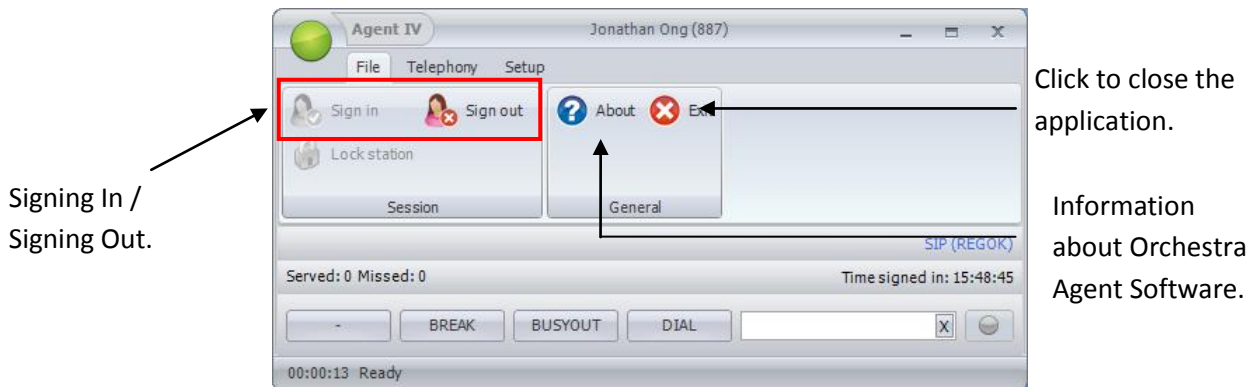 Agent IV
Jonathan Ong (887)
File Telephony Setup
Sign in Sign out About
Lock station
Session General
SIP (REGOK)
Served: 0 Missed: 0 Time signed in: 15:48:45
- BREAK BUSYOUT DIAL X
00:00:13 Ready
Signing In /
Signing Out.
Click to close the
application.
Information
about Orchestra
Agent Software.